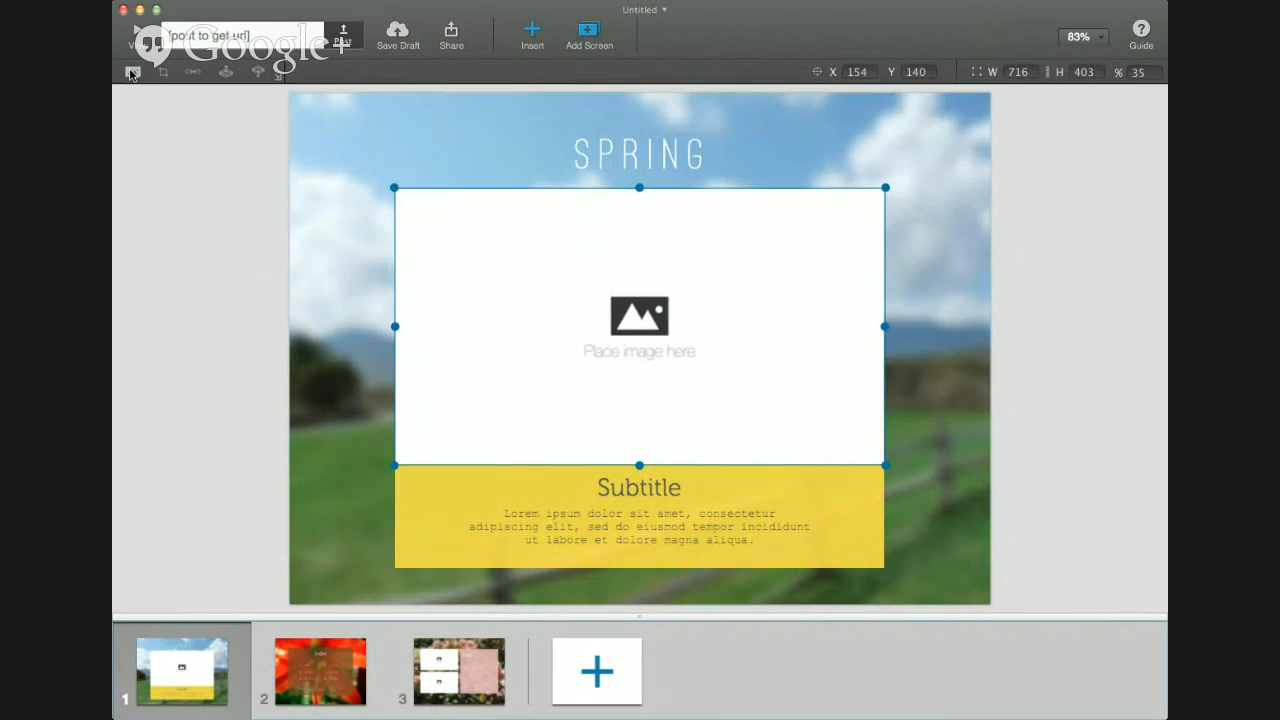 Untitled
[post to get url]
Post
Google+
Save Draft
Share
Insert
Add Screen
83%
Guide
X 154 Y 140
W 716 H 403 % 35
SPRING
Place image here
Subtitle
Lorem ipsum dolor sit amet, consectetur
adipiscing elit, sed do eiusmod tempor incididunt
ut labore et dolore magna aliqua.
1
2
3